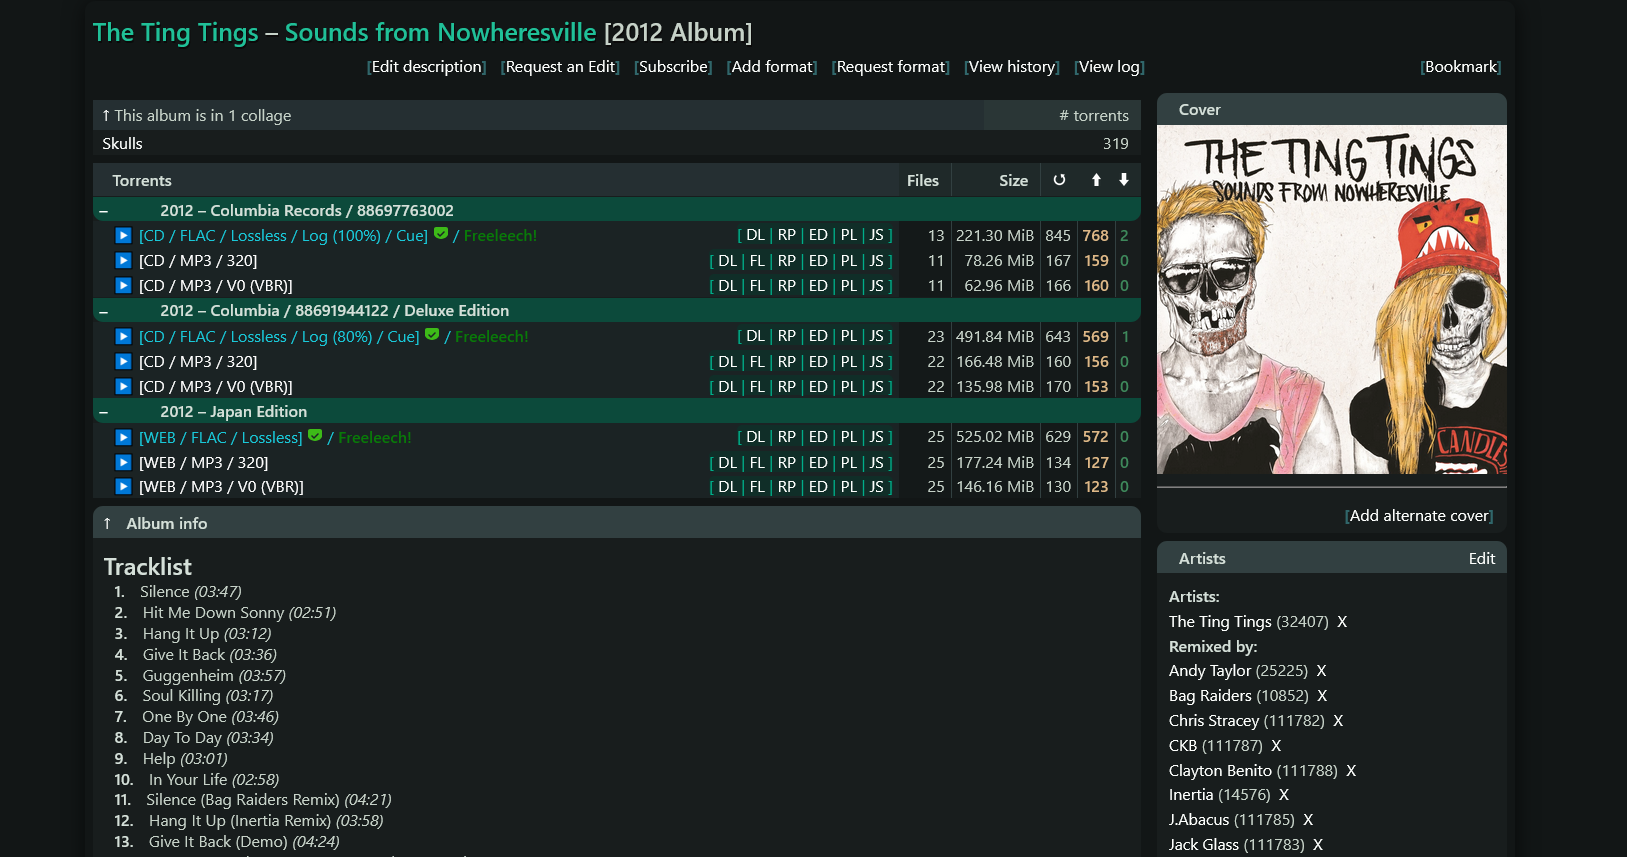 The Ting Tings – Sounds from Nowheresville [2012 Album]
[Edit description] [Request an Edit] [Subscribe] [Add format] [Request format] [View history] [View log] [Bookmark]
↑ This album is in 1 collage # torrents
Skulls 319
Torrents Files Size ↺ ⬆ ⬇
– 2012 – Columbia Records / 88697763002
[CD / FLAC / Lossless / Log (100%) / Cue] / Freeleech! [ DL | RP | ED | PL | JS ] 13 221.30 MiB 845 768 2
[CD / MP3 / 320] [ DL | FL | RP | ED | PL | JS ] 11 78.26 MiB 167 159 0
[CD / MP3 / V0 (VBR)] [ DL | FL | RP | ED | PL | JS ] 11 62.96 MiB 166 160 0
– 2012 – Columbia / 88691944122 / Deluxe Edition
[CD / FLAC / Lossless / Log (80%) / Cue] / Freeleech! [ DL | RP | ED | PL | JS ] 23 491.84 MiB 643 569 1
[CD / MP3 / 320] [ DL | FL | RP | ED | PL | JS ] 22 166.48 MiB 160 156 0
[CD / MP3 / V0 (VBR)] [ DL | FL | RP | ED | PL | JS ] 22 135.98 MiB 170 153 0
– 2012 – Japan Edition
[WEB / FLAC / Lossless] / Freeleech! [ DL | RP | ED | PL | JS ] 25 525.02 MiB 629 572 0
[WEB / MP3 / 320] [ DL | FL | RP | ED | PL | JS ] 25 177.24 MiB 134 127 0
[WEB / MP3 / V0 (VBR)] [ DL | FL | RP | ED | PL | JS ] 25 146.16 MiB 130 123 0
↑ Album info
Tracklist
1. Silence (03:47)
2. Hit Me Down Sonny (02:51)
3. Hang It Up (03:12)
4. Give It Back (03:36)
5. Guggenheim (03:57)
6. Soul Killing (03:17)
7. One By One (03:46)
8. Day To Day (03:34)
9. Help (03:01)
10. In Your Life (02:58)
11. Silence (Bag Raiders Remix) (04:21)
12. Hang It Up (Inertia Remix) (03:58)
13. Give It Back (Demo) (04:24)
Cover
THE TING TINGS
SOUNDS FROM NOWHERESVILLE
CANDLES
[Add alternate cover]
Artists Edit
Artists:
The Ting Tings (32407) X
Remixed by:
Andy Taylor (25225) X
Bag Raiders (10852) X
Chris Stracey (111782) X
CKB (111787) X
Clayton Benito (111788) X
Inertia (14576) X
J.Abacus (111785) X
Jack Glass (111783) X